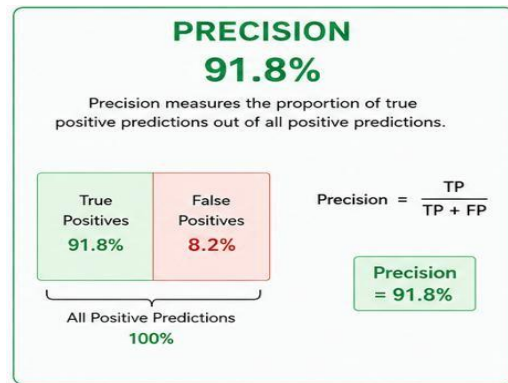 PRECISION
91.8%
Precision measures the proportion of true
positive predictions out of all positive predictions.
True
Positives
91.8%
False
Positives
8.2%
All Positive Predictions
100%
Precision = TP
TP + FP
Precision
= 91.8%